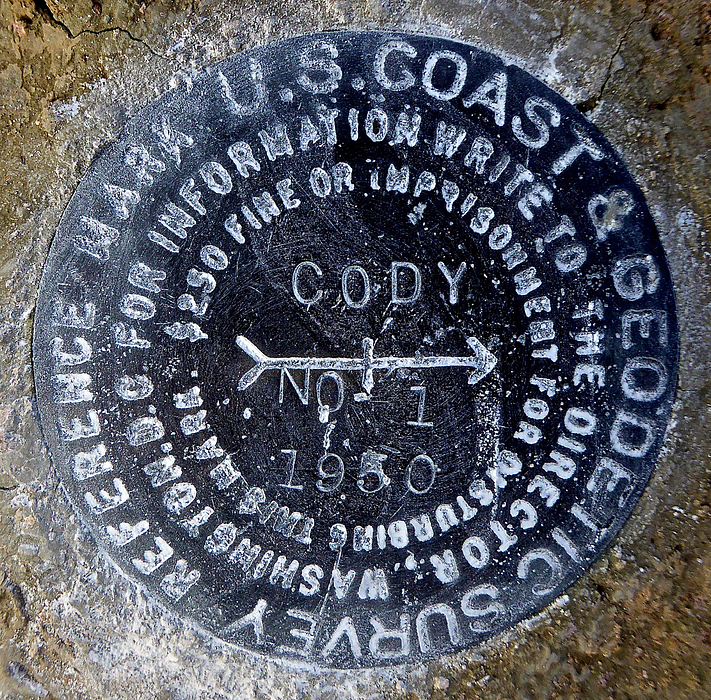 U.S. COAST & GEODETIC SURVEY
REFERENCE MARK
FOR INFORMATION WRITE TO THE DIRECTOR, WASHINGTON, D.C.
$250 FINE OR IMPRISONMENT FOR DISTURBING THIS MARK.
CODY
NO 1
1950